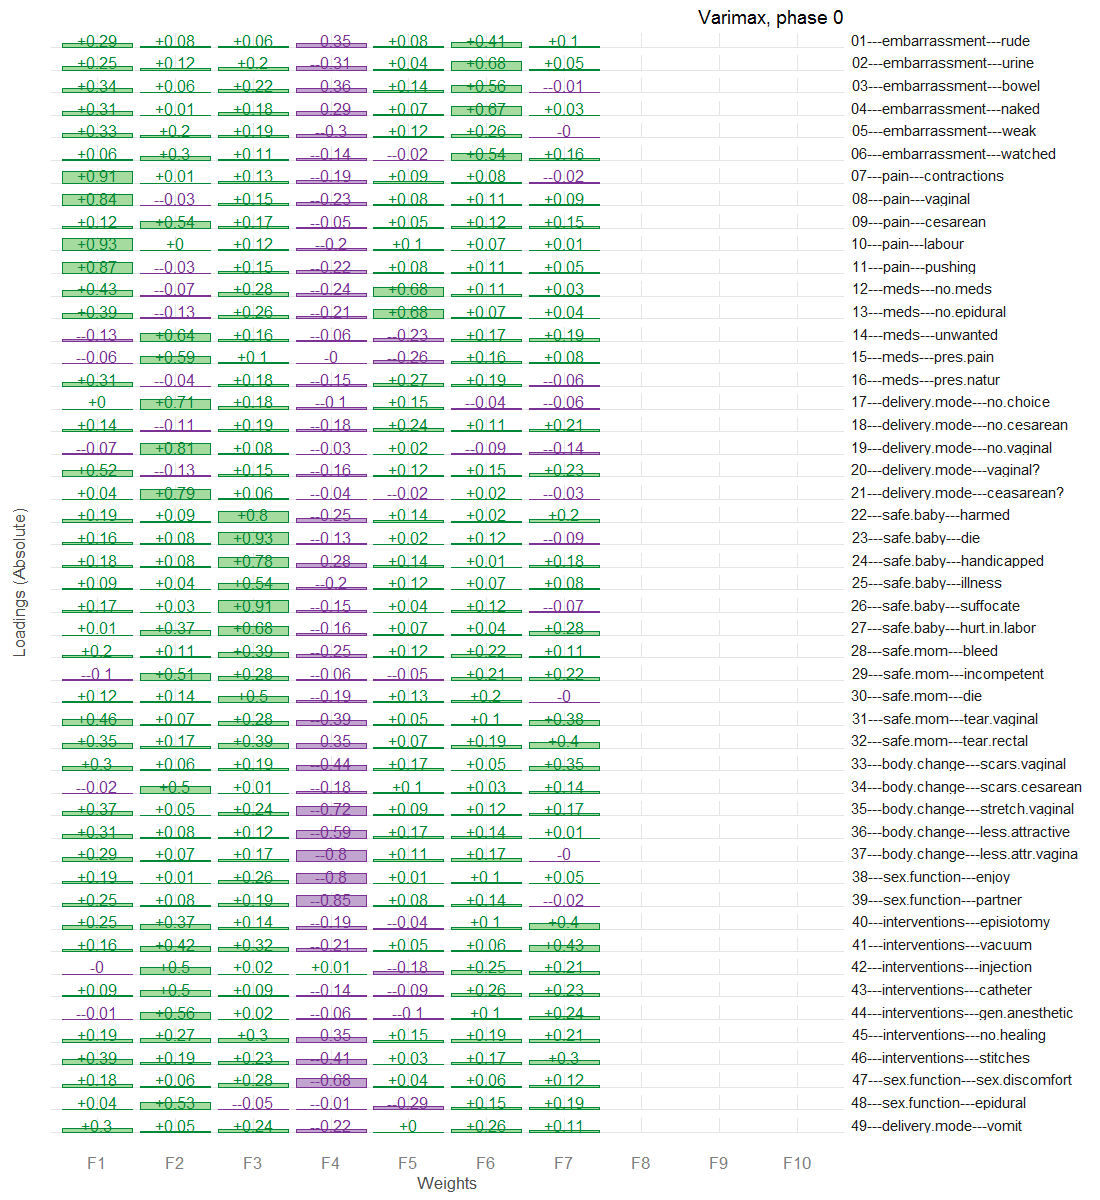 Varimax, phase 0
+0.29 +0.08 +0.06 --0.35 +0.08 +0.41 +0.1 01---embarrassment---rude
+0.25 +0.12 +0.2 --0.31 +0.04 +0.68 +0.05 02---embarrassment---urine
+0.34 +0.06 +0.22 --0.36 +0.14 +0.56 --0.01 03---embarrassment---bowel
+0.31 +0.01 +0.18 --0.29 +0.07 +0.67 +0.03 04---embarrassment---naked
+0.33 +0.2 +0.19 --0.3 +0.12 +0.26 -0 05---embarrassment---weak
+0.06 +0.3 +0.11 --0.14 --0.02 +0.54 +0.16 06---embarrassment---watched
+0.91 +0.01 +0.13 --0.19 +0.09 +0.08 --0.02 07---pain---contractions
+0.84 --0.03 +0.15 --0.23 +0.08 +0.11 +0.09 08---pain---vaginal
+0.12 +0.54 +0.17 --0.05 +0.05 +0.12 +0.15 09---pain---cesarean
+0.93 +0 +0.12 --0.2 +0.1 +0.07 +0.01 10---pain---labour
+0.87 --0.03 +0.15 --0.22 +0.08 +0.11 +0.05 11---pain---pushing
+0.43 --0.07 +0.28 --0.24 +0.68 +0.11 +0.03 12---meds---no.meds
+0.39 --0.13 +0.26 --0.21 +0.68 +0.07 +0.04 13---meds---no.epidural
--0.13 +0.64 +0.16 --0.06 --0.23 +0.17 +0.19 14---meds---unwanted
--0.06 +0.59 +0.1 -0 --0.26 +0.16 +0.08 15---meds---pres.pain
+0.31 --0.04 +0.18 --0.15 +0.27 +0.19 --0.06 16---meds---pres.natur
+0 +0.71 +0.18 --0.1 +0.15 --0.04 --0.06 17---delivery.mode---no.choice
+0.14 --0.11 +0.19 --0.18 +0.24 +0.11 +0.21 18---delivery.mode---no.cesarean
--0.07 +0.81 +0.08 --0.03 +0.02 --0.09 --0.14 19---delivery.mode---no.vaginal
+0.52 --0.13 +0.15 --0.16 +0.12 +0.15 +0.23 20---delivery.mode---vaginal?
+0.04 +0.79 +0.06 --0.04 --0.02 +0.02 --0.03 21---delivery.mode---ceasarean?
+0.19 +0.09 +0.8 --0.25 +0.14 +0.02 +0.2 22---safe.baby---harmed
+0.16 +0.08 +0.93 --0.13 +0.02 +0.12 --0.09 23---safe.baby---die
+0.18 +0.08 +0.78 --0.28 +0.14 +0.01 +0.18 24---safe.baby---handicapped
+0.09 +0.04 +0.54 --0.2 +0.12 +0.07 +0.08 25---safe.baby---illness
+0.17 +0.03 +0.91 --0.15 +0.04 +0.12 --0.07 26---safe.baby---suffocate
+0.01 +0.37 +0.68 --0.16 +0.07 +0.04 +0.28 27---safe.baby---hurt.in.labor
+0.2 +0.11 +0.39 --0.25 +0.12 +0.22 +0.11 28---safe.mom---bleed
--0.1 +0.51 +0.28 --0.06 --0.05 +0.21 +0.22 29---safe.mom---incompetent
+0.12 +0.14 +0.5 --0.19 +0.13 +0.2 -0 30---safe.mom---die
+0.46 +0.07 +0.28 --0.39 +0.05 +0.1 +0.38 31---safe.mom---tear.vaginal
+0.35 +0.17 +0.39 --0.35 +0.07 +0.19 +0.4 32---safe.mom---tear.rectal
+0.3 +0.06 +0.19 --0.44 +0.17 +0.05 +0.35 33---body.change---scars.vaginal
--0.02 +0.5 +0.01 --0.18 +0.1 +0.03 +0.14 34---body.change---scars.cesarean
+0.37 +0.05 +0.24 --0.72 +0.09 +0.12 +0.17 35---body.change---stretch.vaginal
+0.31 +0.08 +0.12 --0.59 +0.17 +0.14 +0.01 36---body.change---less.attractive
+0.29 +0.07 +0.17 --0.8 +0.11 +0.17 -0 37---body.change---less.attr.vagina
+0.19 +0.01 +0.26 --0.8 +0.01 +0.1 +0.05 38---sex.function---enjoy
+0.25 +0.08 +0.19 --0.85 +0.08 +0.14 --0.02 39---sex.function---partner
+0.25 +0.37 +0.14 --0.19 --0.04 +0.1 +0.4 40---interventions---episiotomy
+0.16 +0.42 +0.32 --0.21 +0.05 +0.06 +0.43 41---interventions---vacuum
-0 +0.5 +0.02 +0.01 --0.18 +0.25 +0.21 42---interventions---injection
+0.09 +0.5 +0.09 --0.14 --0.09 +0.26 +0.23 43---interventions---catheter
--0.01 +0.56 +0.02 --0.06 --0.1 +0.1 +0.24 44---interventions---gen.anesthetic
+0.19 +0.27 +0.3 --0.35 +0.15 +0.19 +0.21 45---interventions---no.healing
+0.39 +0.19 +0.23 --0.41 +0.03 +0.17 +0.3 46---interventions---stitches
+0.18 +0.06 +0.28 --0.68 +0.04 +0.06 +0.12 47---sex.function---sex.discomfort
+0.04 +0.53 --0.05 --0.01 --0.29 +0.15 +0.19 48---sex.function---epidural
+0.3 +0.05 +0.24 --0.22 +0 +0.26 +0.11 49---delivery.mode---vomit
Loadings (Absolute)
F1 F2 F3 F4 F5 F6 F7 F8 F9 F10
Weights